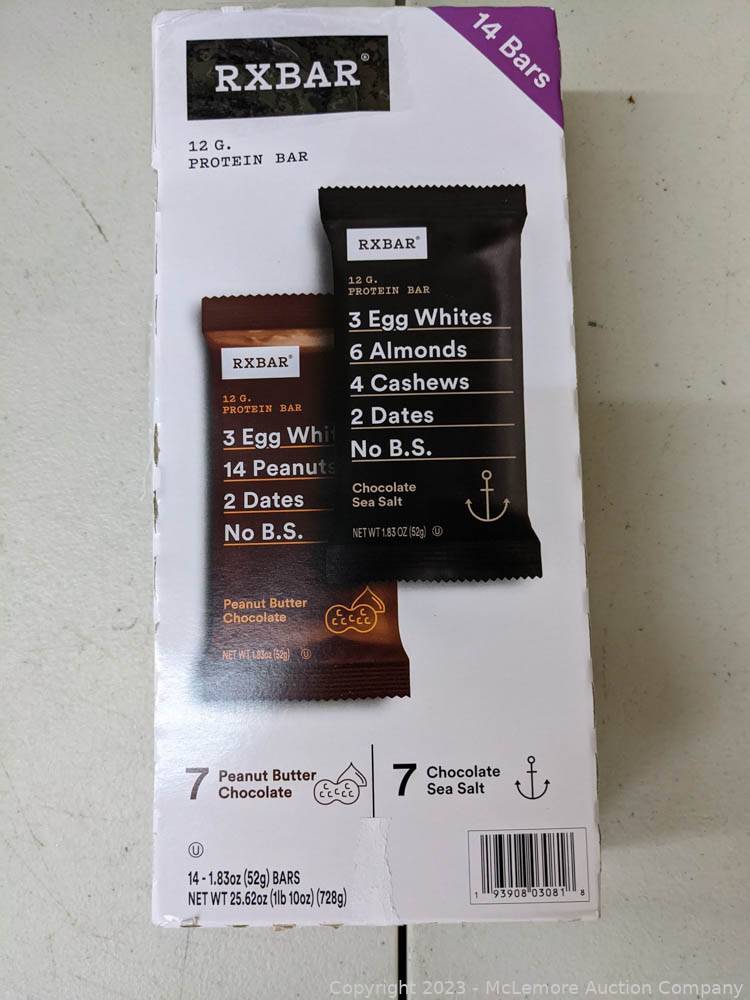 14 Bars
RXBAR®
12 G.
PROTEIN BAR
RXBAR®
12 G.
PROTEIN BAR
3 Egg Whites
6 Almonds
4 Cashews
2 Dates
No B.S.
Chocolate
Sea Salt
NET WT 1.83 OZ (52g) U
RXBAR®
12 G.
PROTEIN BAR
3 Egg Whit
14 Peanuts
2 Dates
No B.S.
Peanut Butter
Chocolate
NET WT 1.83oz (52g) U
7 Peanut Butter
Chocolate
7 Chocolate
Sea Salt
U
14 - 1.83oz (52g) BARS
NET WT 25.62oz (1lb 10oz) (728g)
1 93908 03081 8
Copyright 2023 - McLemore Auction Company